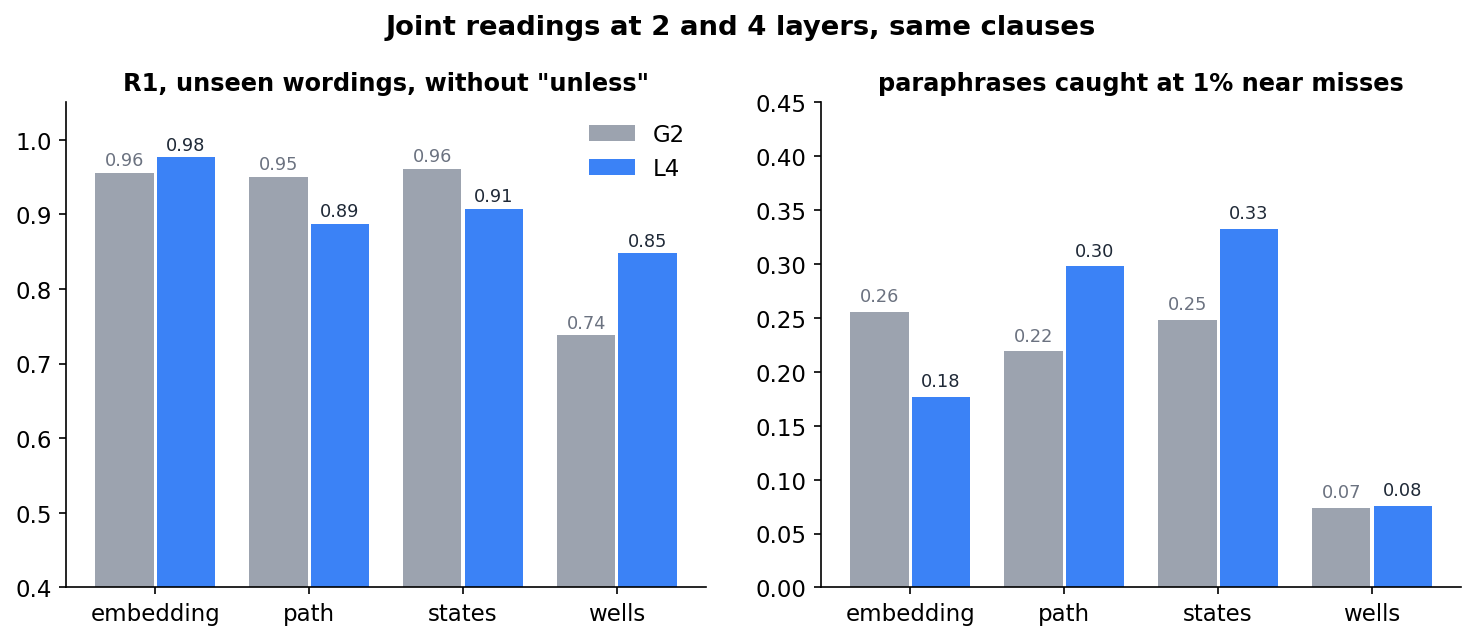 Joint readings at 2 and 4 layers, same clauses
R1, unseen wordings, without "unless"
1.0
0.9
0.8
0.7
0.6
0.5
0.4
0.96
0.98
0.95
0.89
0.96
0.91
0.74
0.85
G2
L4
embedding
path
states
wells
paraphrases caught at 1% near misses
0.45
0.40
0.35
0.30
0.25
0.20
0.15
0.10
0.05
0.00
0.26
0.18
0.22
0.30
0.25
0.33
0.07
0.08
embedding
path
states
wells